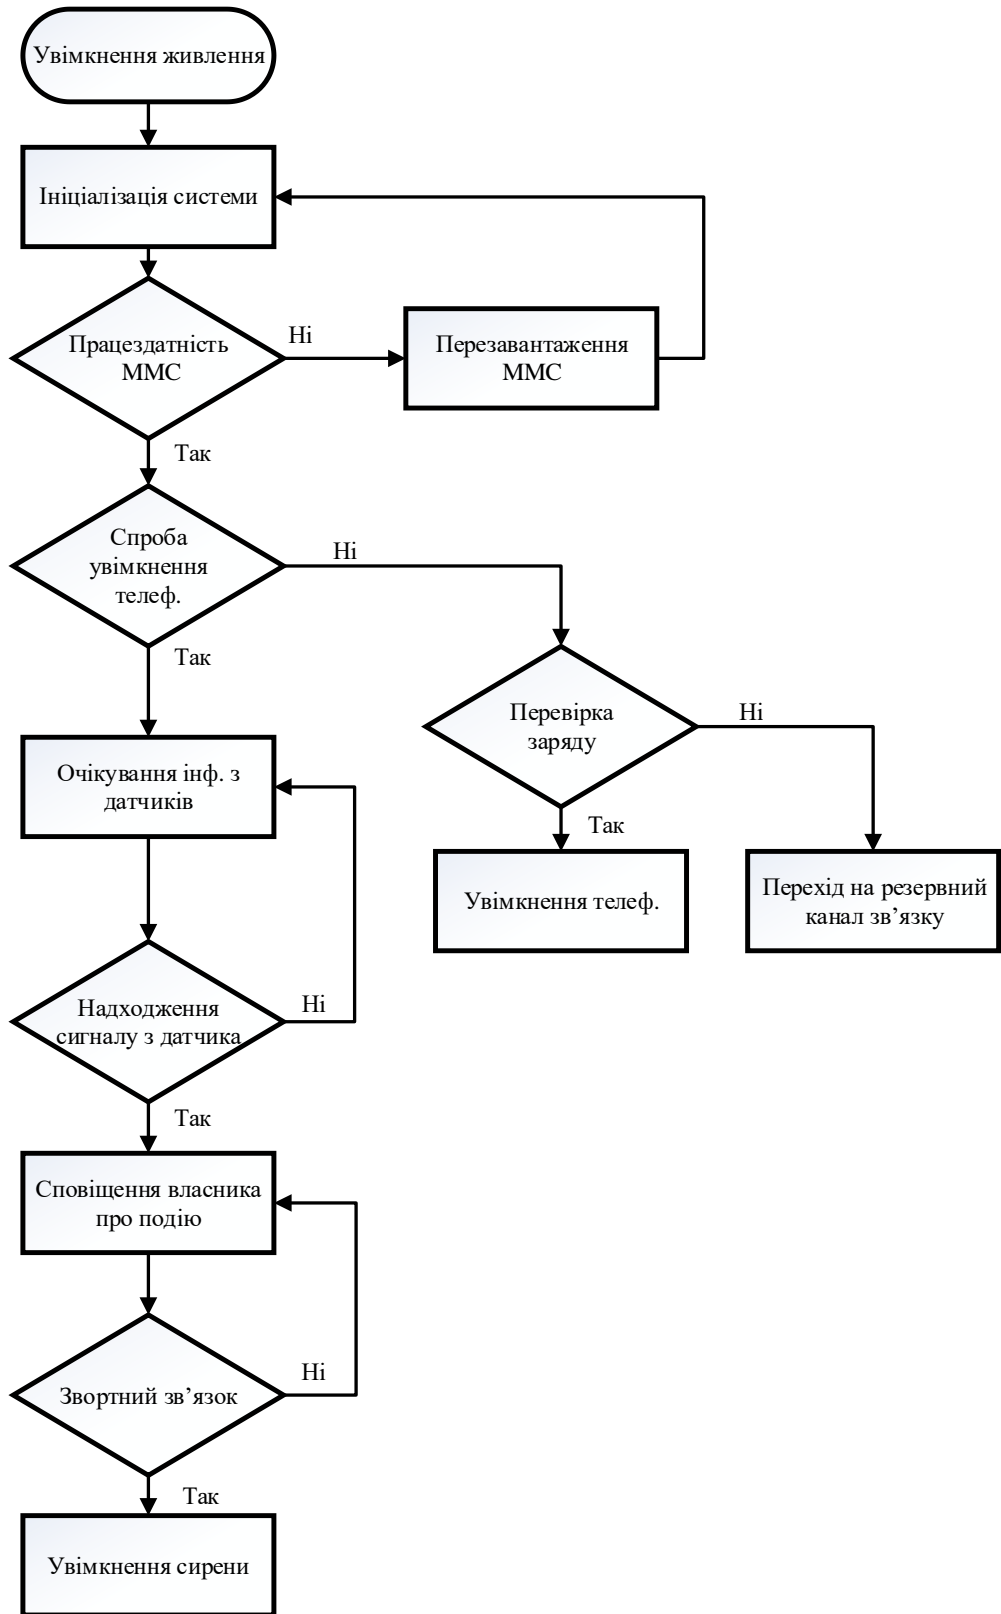 Увімкнення живлення
Ініціалізація системи
Працездатність
ММС
Ні
Перезавантаження
ММС
Так
Спроба
увімкнення
телеф.
Ні
Так
Перевірка
заряду
Ні
Очікування інф. з
датчиків
Так
Увімкнення телеф.
Перехід на резервний
канал зв’язку
Надходження
сигналу з датчика
Ні
Так
Сповіщення власника
про подію
Звортний зв’язок
Ні
Так
Увімкнення сирени